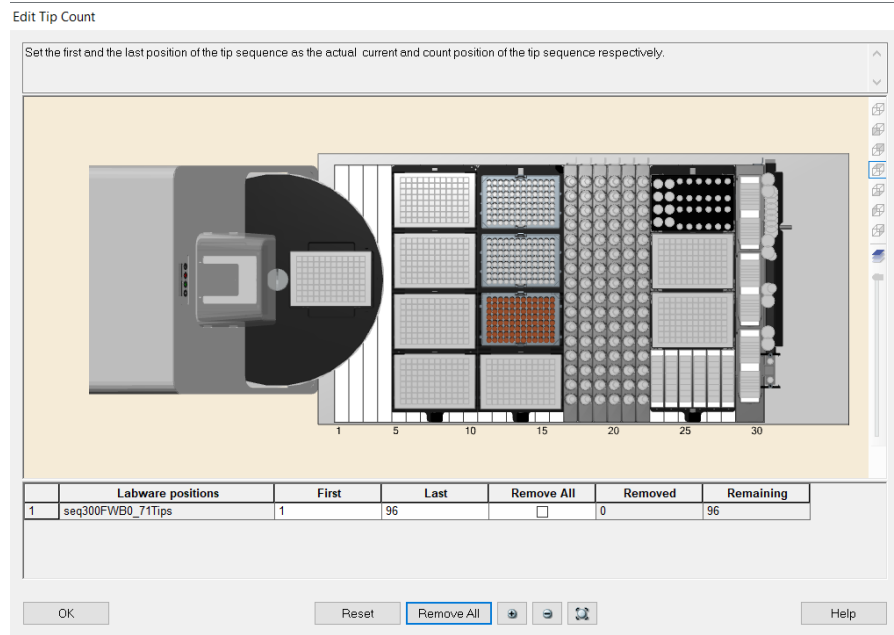 Edit Tip Count
Set the first and the last position of the tip sequence as the actual current and count position of the tip sequence respectively.
1 5 10 15 20 25 30
Labware positions First Last Remove All Removed Remaining
1 seq300FWB0_71Tips 1 96 0 96
OK Reset Remove All Help